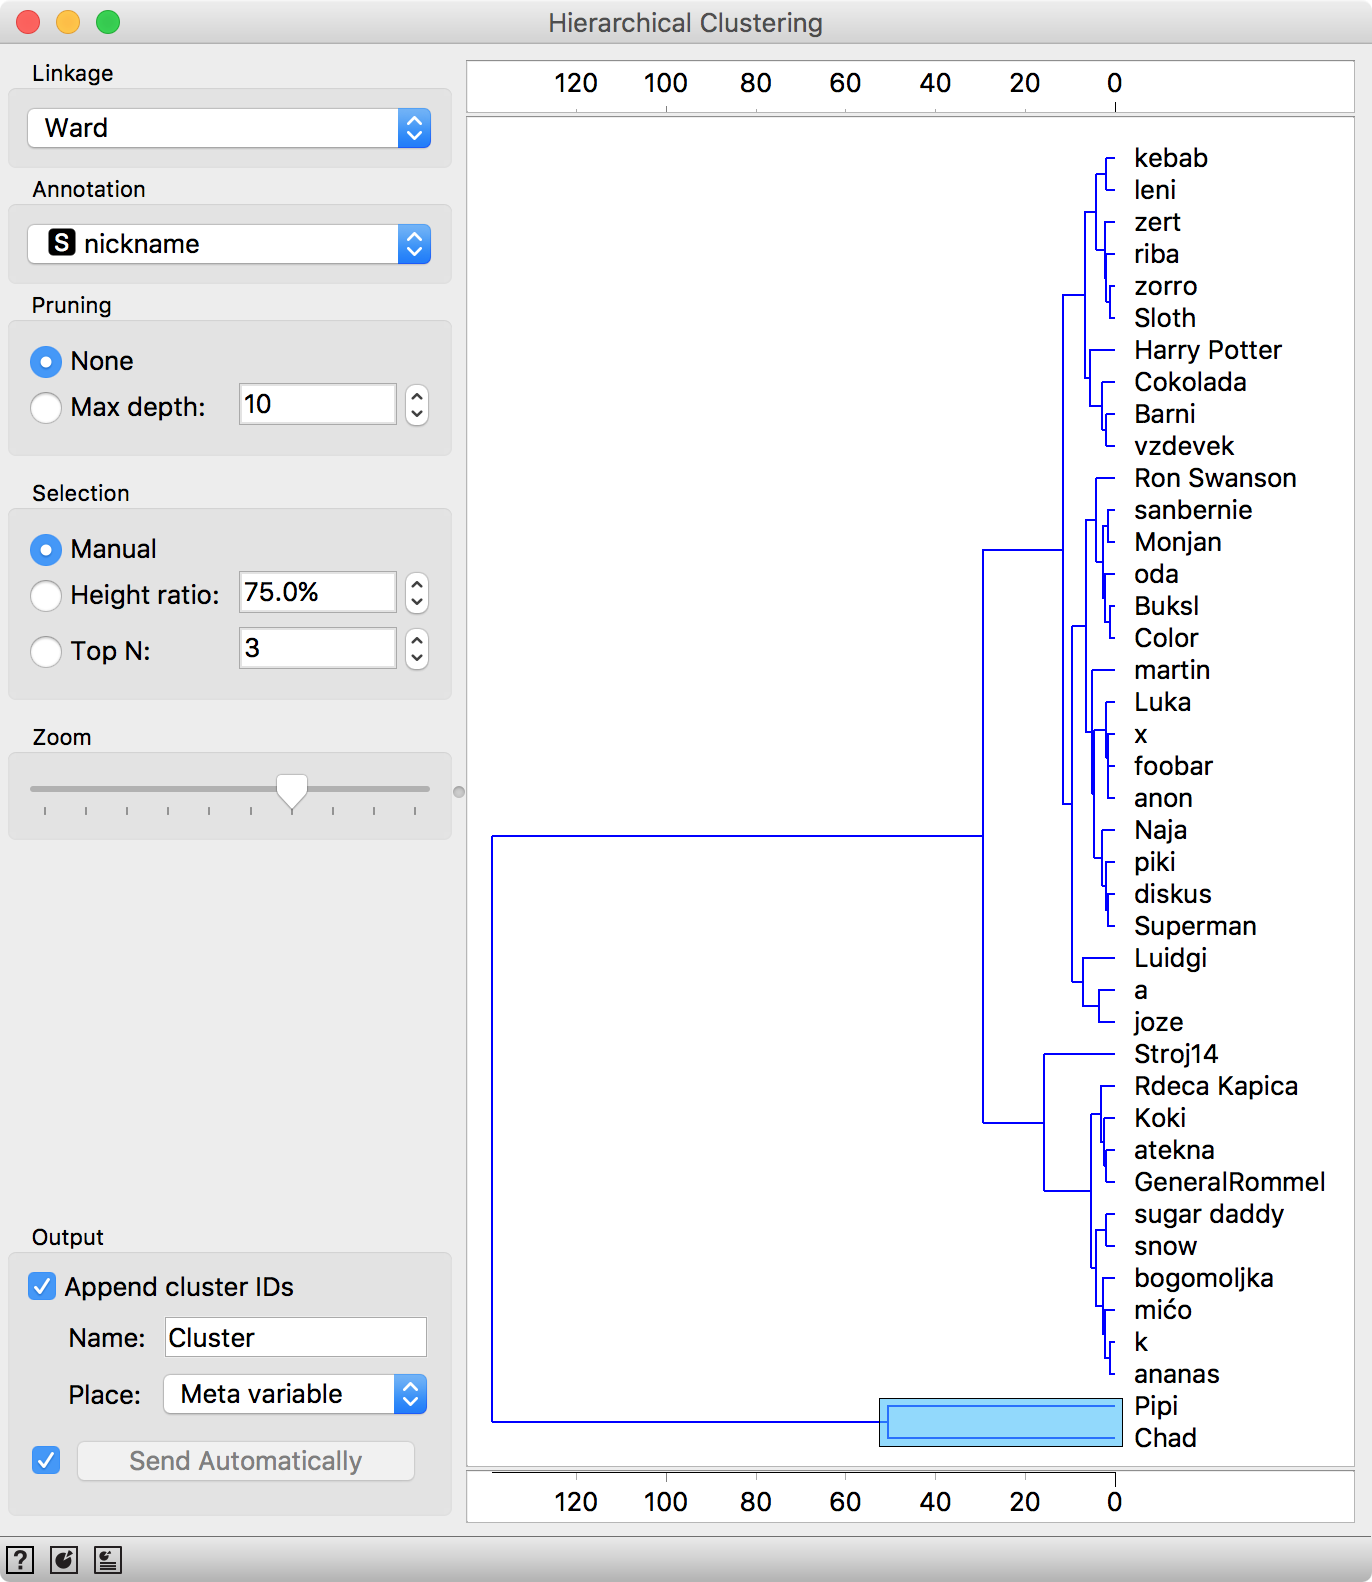 Hierarchical Clustering
Linkage
Ward
Annotation
S nickname
Pruning
None
Max depth: 10
Selection
Manual
Height ratio: 75.0%
Top N: 3
Zoom
Output
Append cluster IDs
Name: Cluster
Place: Meta variable
Send Automatically
?
120 100 80 60 40 20 0
kebab
leni
zert
riba
zorro
Sloth
Harry Potter
Cokolada
Barni
vzdevek
Ron Swanson
sanbernie
Monjan
oda
Buksl
Color
martin
Luka
x
foobar
anon
Naja
piki
diskus
Superman
Luidgi
a
joze
Stroj14
Rdeca Kapica
Koki
atekna
GeneralRommel
sugar daddy
snow
bogomoljka
mićo
k
ananas
Pipi
Chad
120 100 80 60 40 20 0